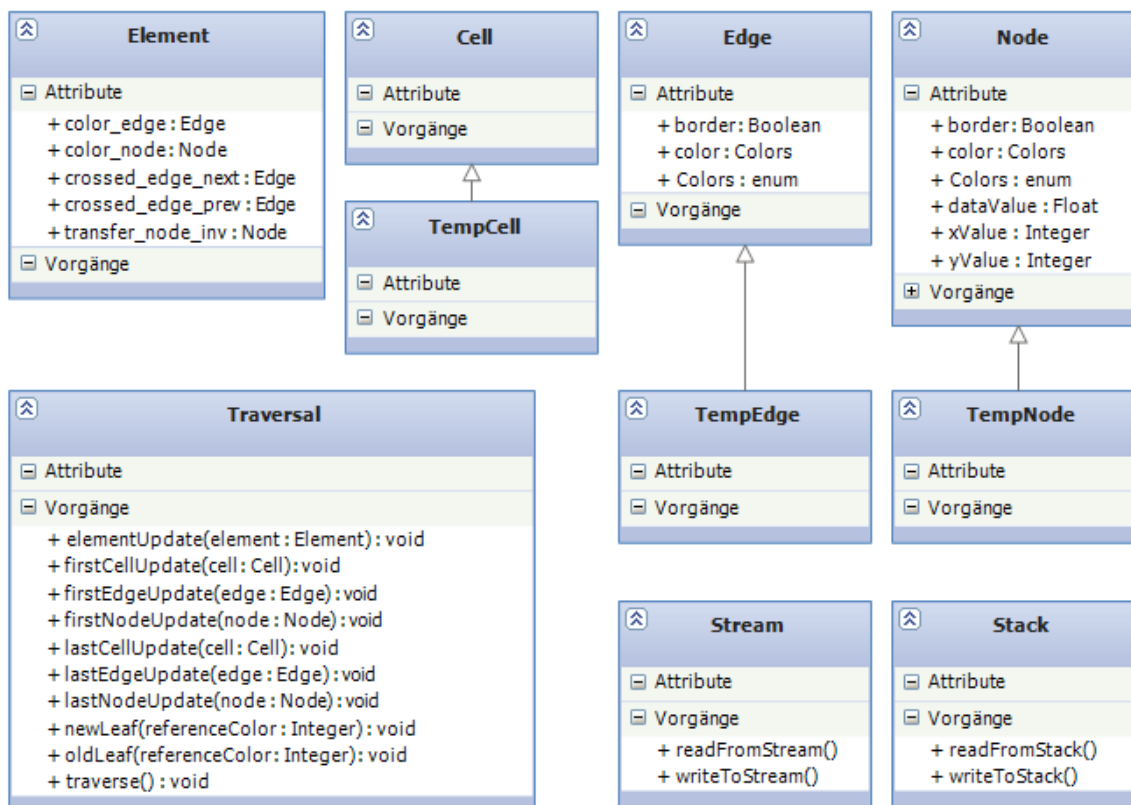 Element
Attribute
+ color_edge : Edge
+ color_node : Node
+ crossed_edge_next : Edge
+ crossed_edge_prev : Edge
+ transfer_node_inv : Node
Vorgänge
Cell
Attribute
Vorgänge
TempCell
Attribute
Vorgänge
Edge
Attribute
+ border : Boolean
+ color : Colors
+ Colors : enum
Vorgänge
Node
Attribute
+ border : Boolean
+ color : Colors
+ Colors : enum
+ dataValue : Float
+ xValue : Integer
+ yValue : Integer
Vorgänge
Traversal
Attribute
Vorgänge
+ elementUpdate(element : Element) : void
+ firstCellUpdate(cell : Cell) : void
+ firstEdgeUpdate(edge : Edge) : void
+ firstNodeUpdate(node : Node) : void
+ lastCellUpdate(cell : Cell) : void
+ lastEdgeUpdate(edge : Edge) : void
+ lastNodeUpdate(node : Node) : void
+ newLeaf(referenceColor : Integer) : void
+ oldLeaf(referenceColor : Integer) : void
+ traverse() : void
TempEdge
Attribute
Vorgänge
TempNode
Attribute
Vorgänge
Stream
Attribute
Vorgänge
+ readFromStream()
+ writeToStream()
Stack
Attribute
Vorgänge
+ readFromStack()
+ writeToStack()